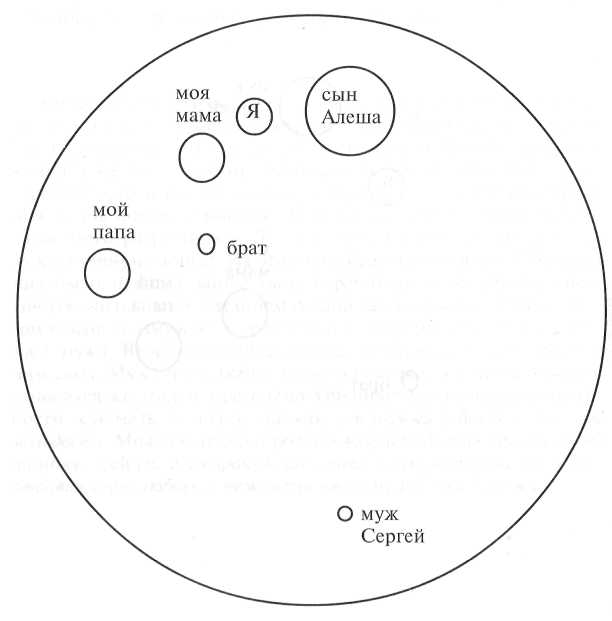 моя
мама
Я
сын
Алеша
мой
папа
брат
муж
Сергей